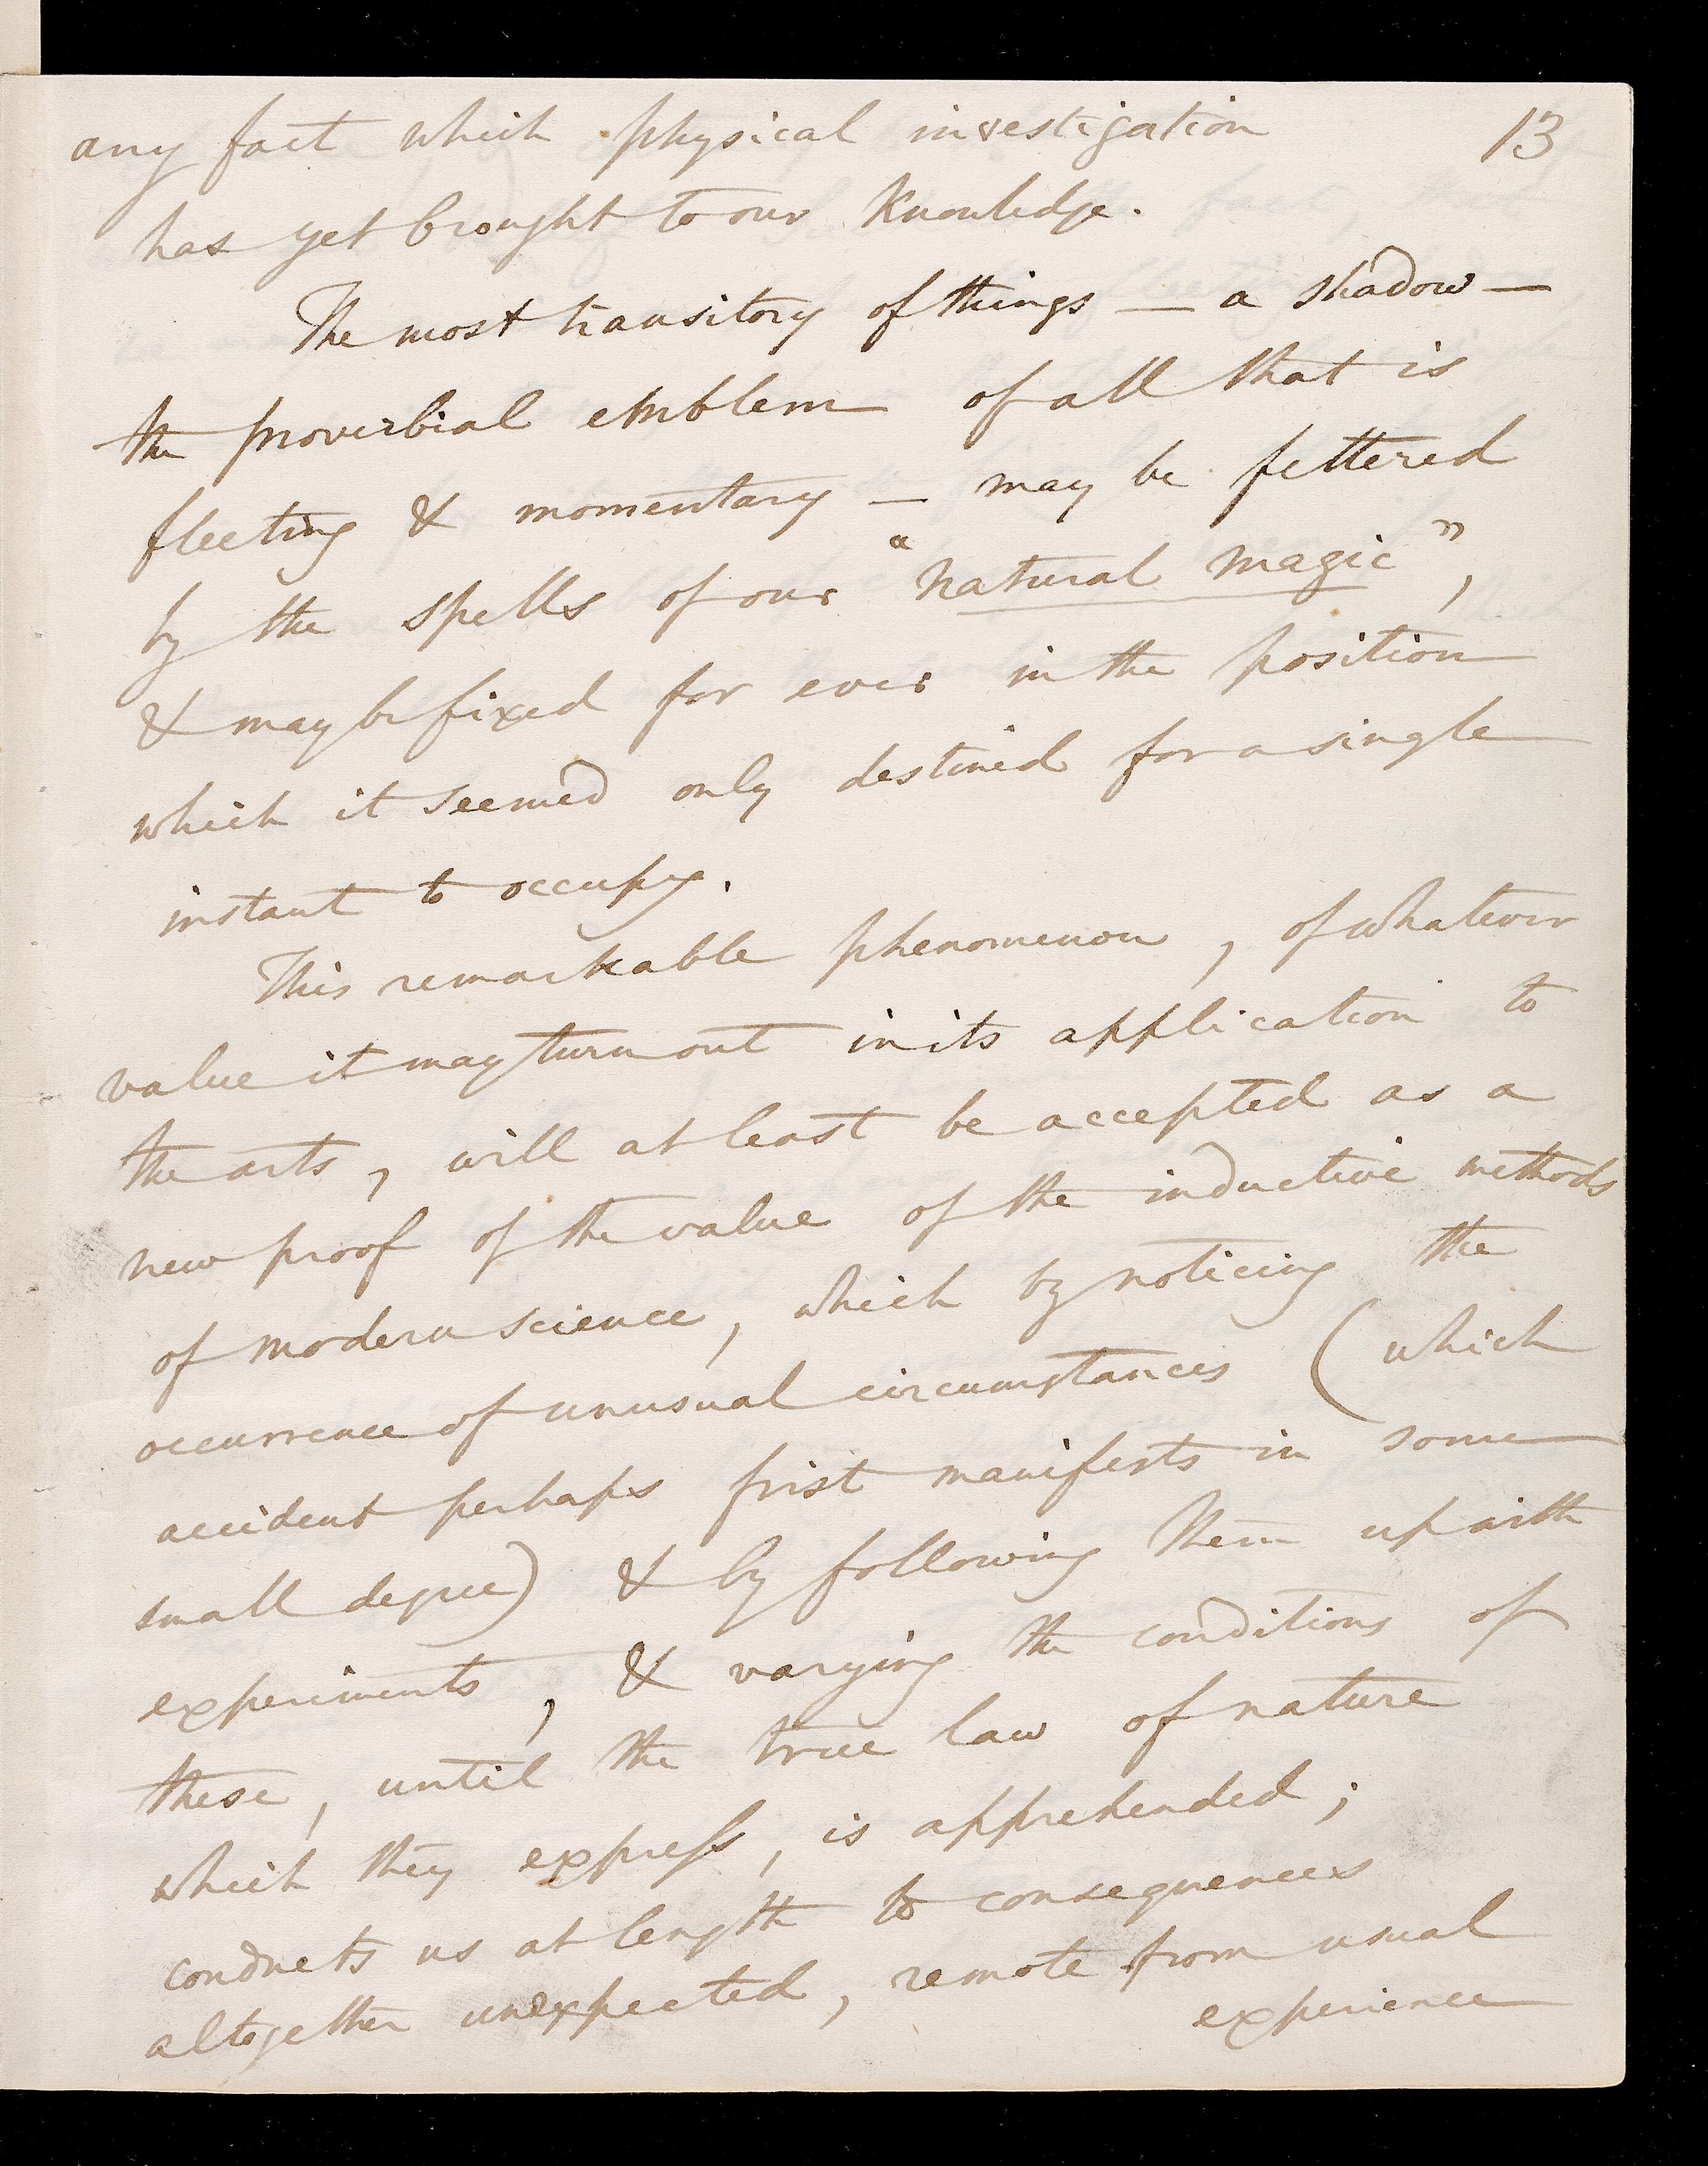 any fact which physical investigation 13
has yet brought to our knowledge.
The most transitory of things — a shadow —
the proverbial emblem of all that is
fleeting & momentary — may be fettered
by the spells of our "natural magic",
& may be fixed for ever in the position
which it seemed only destined for a single
instant to occupy.
This remarkable phenomenon, of whatever
value it may turn out in its application to
the arts, will at least be accepted as a
new proof of the value of the inductive methods
of modern science, which by noticing the
occurrence of unusual circumstances (which
accident perhaps first manifests in some
small degree) & by following them up with
experiments, & varying the conditions of
these, until the true law of nature
which they express, is apprehended;
conducts us at length to consequences
altogether unexpected, remote from usual
experience